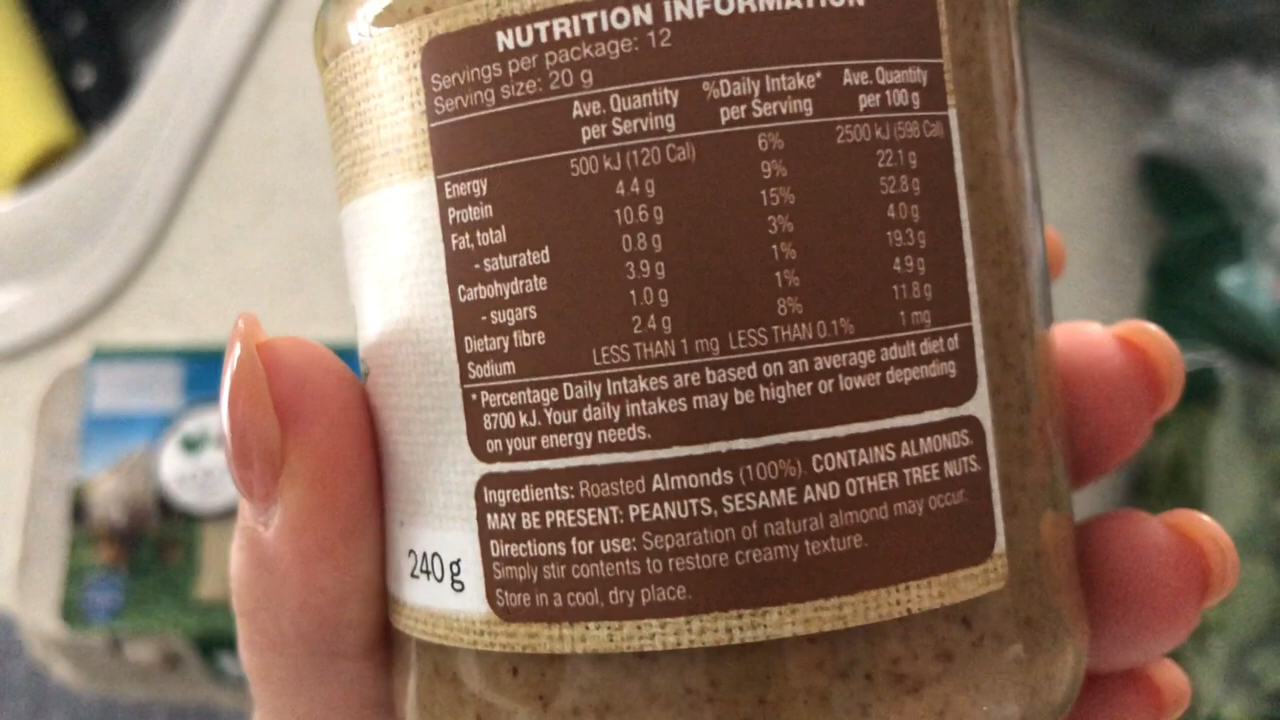 NUTRITION INFORMATION
Servings per package: 12
Serving size: 20 g
Ave. Quantity per Serving %Daily Intake* per Serving Ave. Quantity per 100 g
Energy 500 kJ (120 Cal) 6% 2500 kJ (598 Cal)
Protein 4.4 g 9% 22.1 g
Fat, total 10.6 g 15% 52.8 g
- saturated 0.8 g 3% 4.0 g
Carbohydrate 3.9 g 1% 19.3 g
- sugars 1.0 g 1% 4.9 g
Dietary fibre 2.4 g 8% 11.8 g
Sodium LESS THAN 1 mg LESS THAN 0.1% 1 mg
* Percentage Daily Intakes are based on an average adult diet of
8700 kJ. Your daily intakes may be higher or lower depending
on your energy needs.
Ingredients: Roasted Almonds (100%). CONTAINS ALMONDS.
MAY BE PRESENT: PEANUTS, SESAME AND OTHER TREE NUTS.
Directions for use: Separation of natural almond may occur.
Simply stir contents to restore creamy texture.
Store in a cool, dry place.
240 g